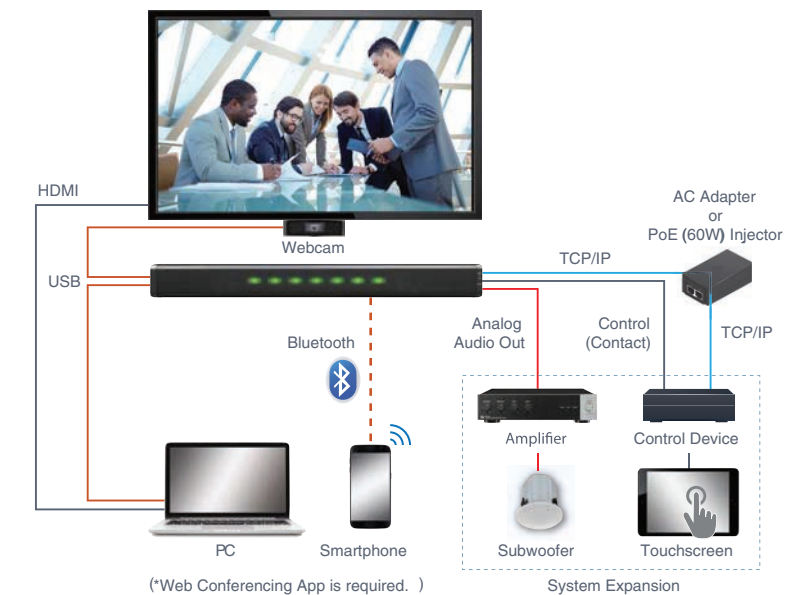 HDMI
AC Adapter
or
PoE (60W) Injector
Webcam
TCP/IP
USB
Analog
Audio Out
Control
(Contact)
TCP/IP
Bluetooth
Amplifier
Control Device
PC
Smartphone
Subwoofer
Touchscreen
(*Web Conferencing App is required. )
System Expansion